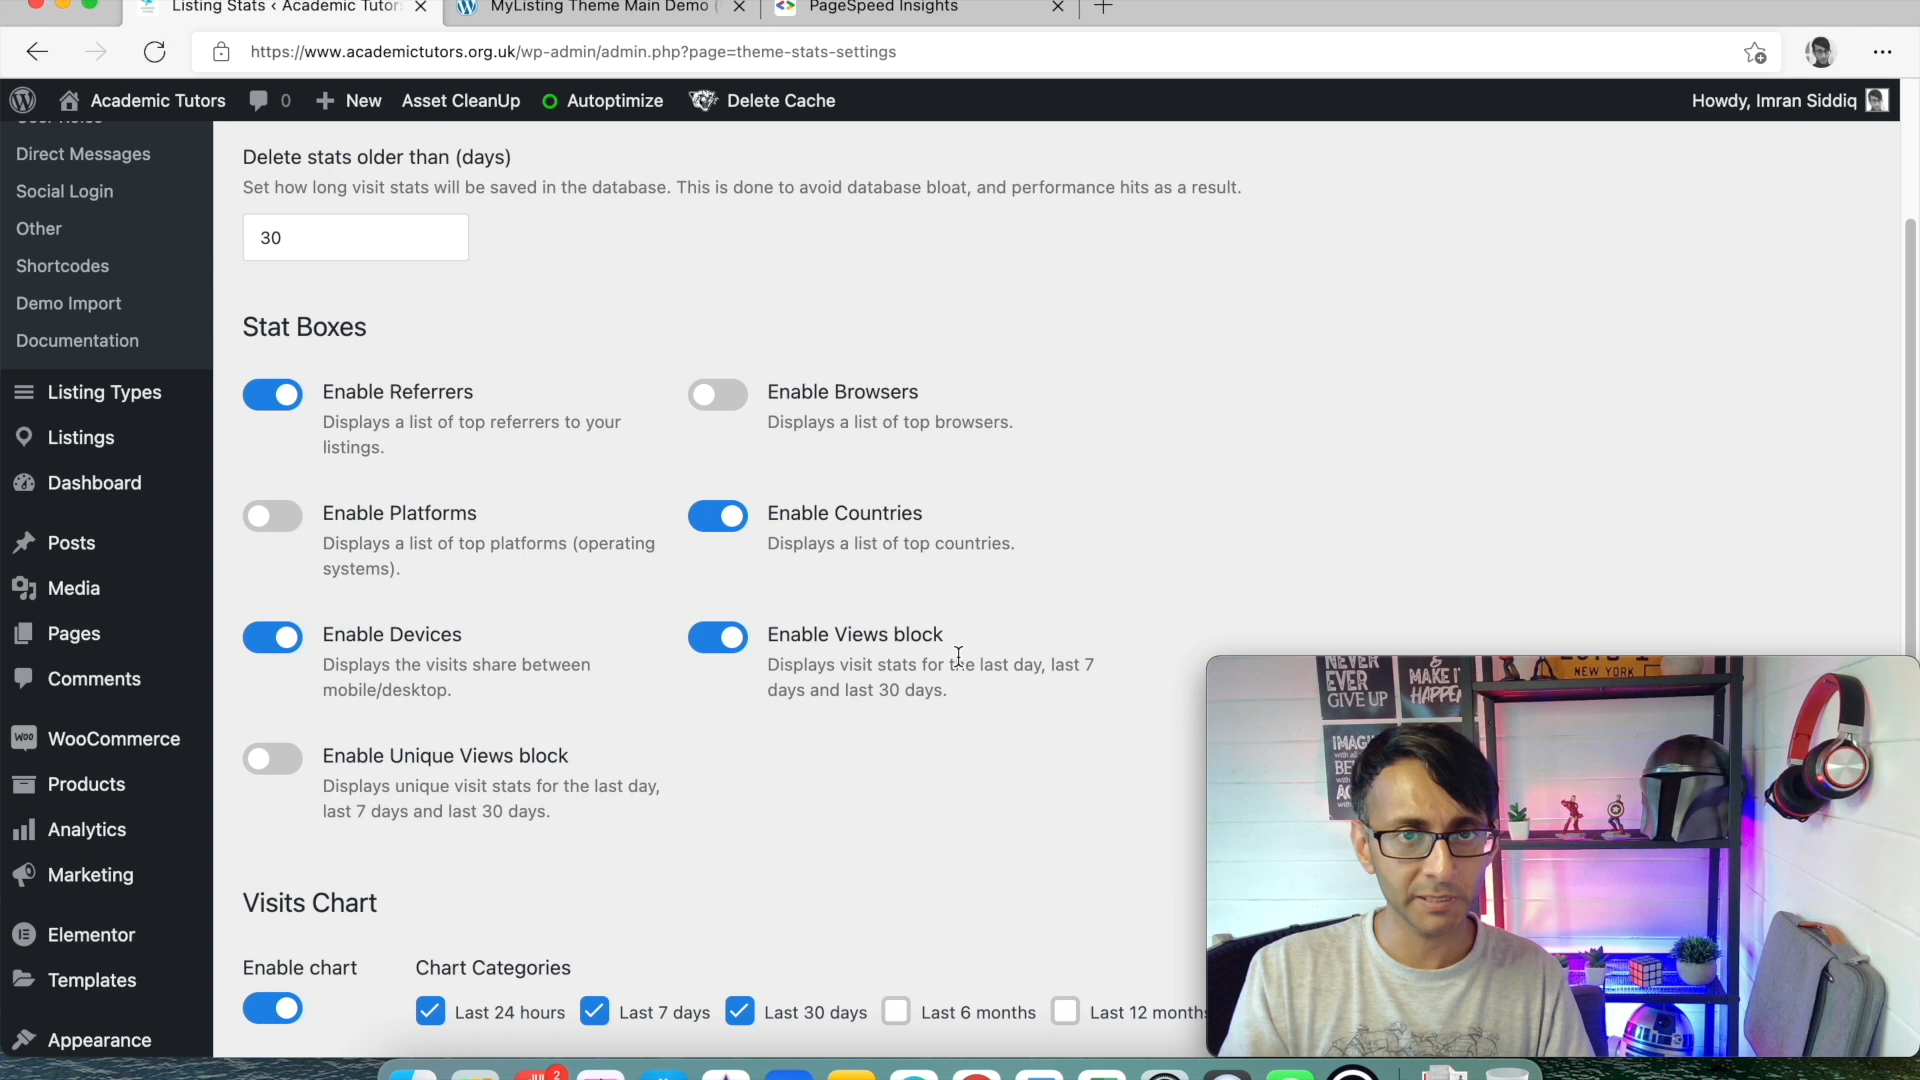 Listing Stats ‹ Academic Tutor
MyListing Theme Main Demo
PageSpeed Insights
https://www.academictutors.org.uk/wp-admin/admin.php?page=theme-stats-settings
Academic Tutors
0
New
Asset CleanUp
Autoptimize
Delete Cache
Howdy, Imran Siddiq
User Roles
Direct Messages
Social Login
Other
Shortcodes
Demo Import
Documentation
Listing Types
Listings
Dashboard
Posts
Media
Pages
Comments
WooCommerce
Products
Analytics
Marketing
Elementor
Templates
Appearance
Delete stats older than (days)
Set how long visit stats will be saved in the database. This is done to avoid database bloat, and performance hits as a result.
30
Stat Boxes
Enable Referrers
Displays a list of top referrers to your
listings.
Enable Browsers
Displays a list of top browsers.
Enable Platforms
Displays a list of top platforms (operating
systems).
Enable Countries
Displays a list of top countries.
Enable Devices
Displays the visits share between
mobile/desktop.
Enable Views block
Displays visit stats for the last day, last 7
days and last 30 days.
Enable Unique Views block
Displays unique visit stats for the last day,
last 7 days and last 30 days.
Visits Chart
Enable chart
Chart Categories
Last 24 hours
Last 7 days
Last 30 days
Last 6 months
Last 12 months
NEVER
EVER
GIVE UP
MAKE IT
HAPPEN
NEW YORK
2